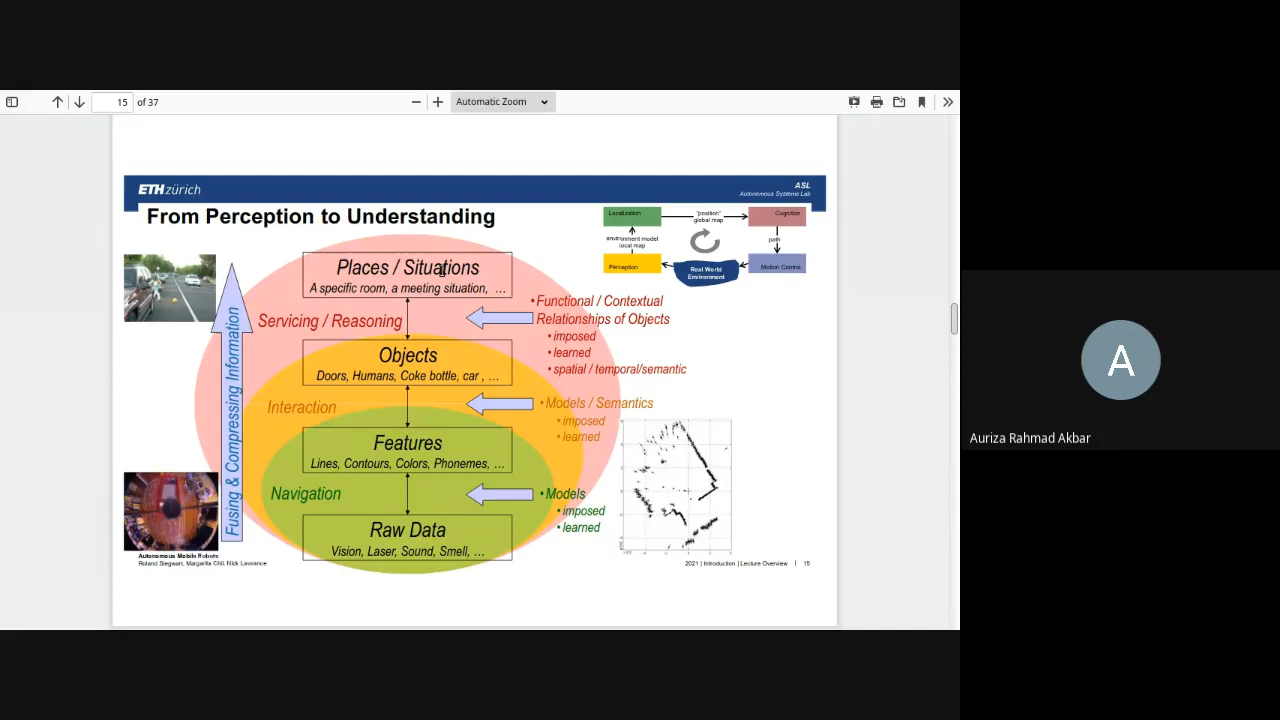 15 of 37
Automatic Zoom
ETH zürich
ASL
Autonomous Systems Lab
From Perception to Understanding
Localization
"position"
global map
Cognition
environment model
local map
path
Perception
Real World
Environment
Motion Control
Places / Situations
A specific room, a meeting situation, …
Servicing / Reasoning
• Functional / Contextual
Relationships of Objects
• imposed
• learned
• spatial / temporal/semantic
Objects
Doors, Humans, Coke bottle, car , …
Interaction
• Models / Semantics
• imposed
• learned
Features
Lines, Contours, Colors, Phonemes, …
Navigation
• Models
• imposed
• learned
Raw Data
Vision, Laser, Sound, Smell, …
Fusing & Compressing Information
Autonomous Mobile Robots
Roland Siegwart, Margarita Chli, Nick Lawrance
2021 | Introduction | Lecture Overview | 15
A
Auriza Rahmad Akbar